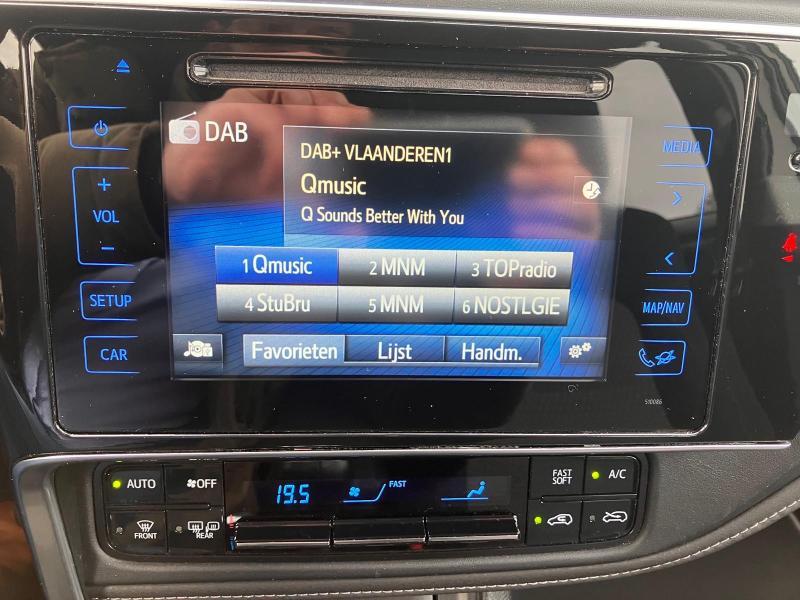 DAB
DAB+ VLAANDEREN1
Qmusic
Q Sounds Better With You
MEDIA
+
VOL
−
>
<
1 Qmusic
2 MNM
3 TOPradio
SETUP
4 StuBru
5 MNM
6 NOSTLGIE
MAP/NAV
CAR
Favorieten
Lijst
Handm.
510086
AUTO
OFF
19.5
FAST
FAST
SOFT
A/C
FRONT
REAR